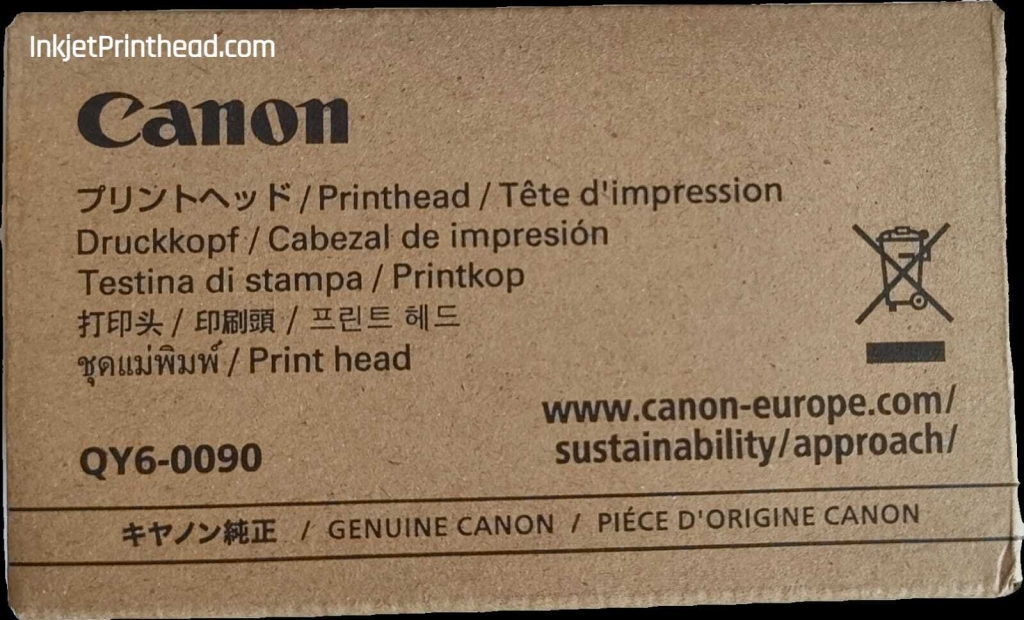 InkjetPrinthead.com
Canon
プリントヘッド / Printhead / Tête d'impression
Druckkopf / Cabezal de impresión
Testina di stampa / Printkop
打印头 / 印刷頭 / 프린트 헤드
ชุดแม่พิมพ์ / Print head
www.canon-europe.com/
sustainability/approach/
QY6-0090
キヤノン純正 / GENUINE CANON / PIÉCE D'ORIGINE CANON